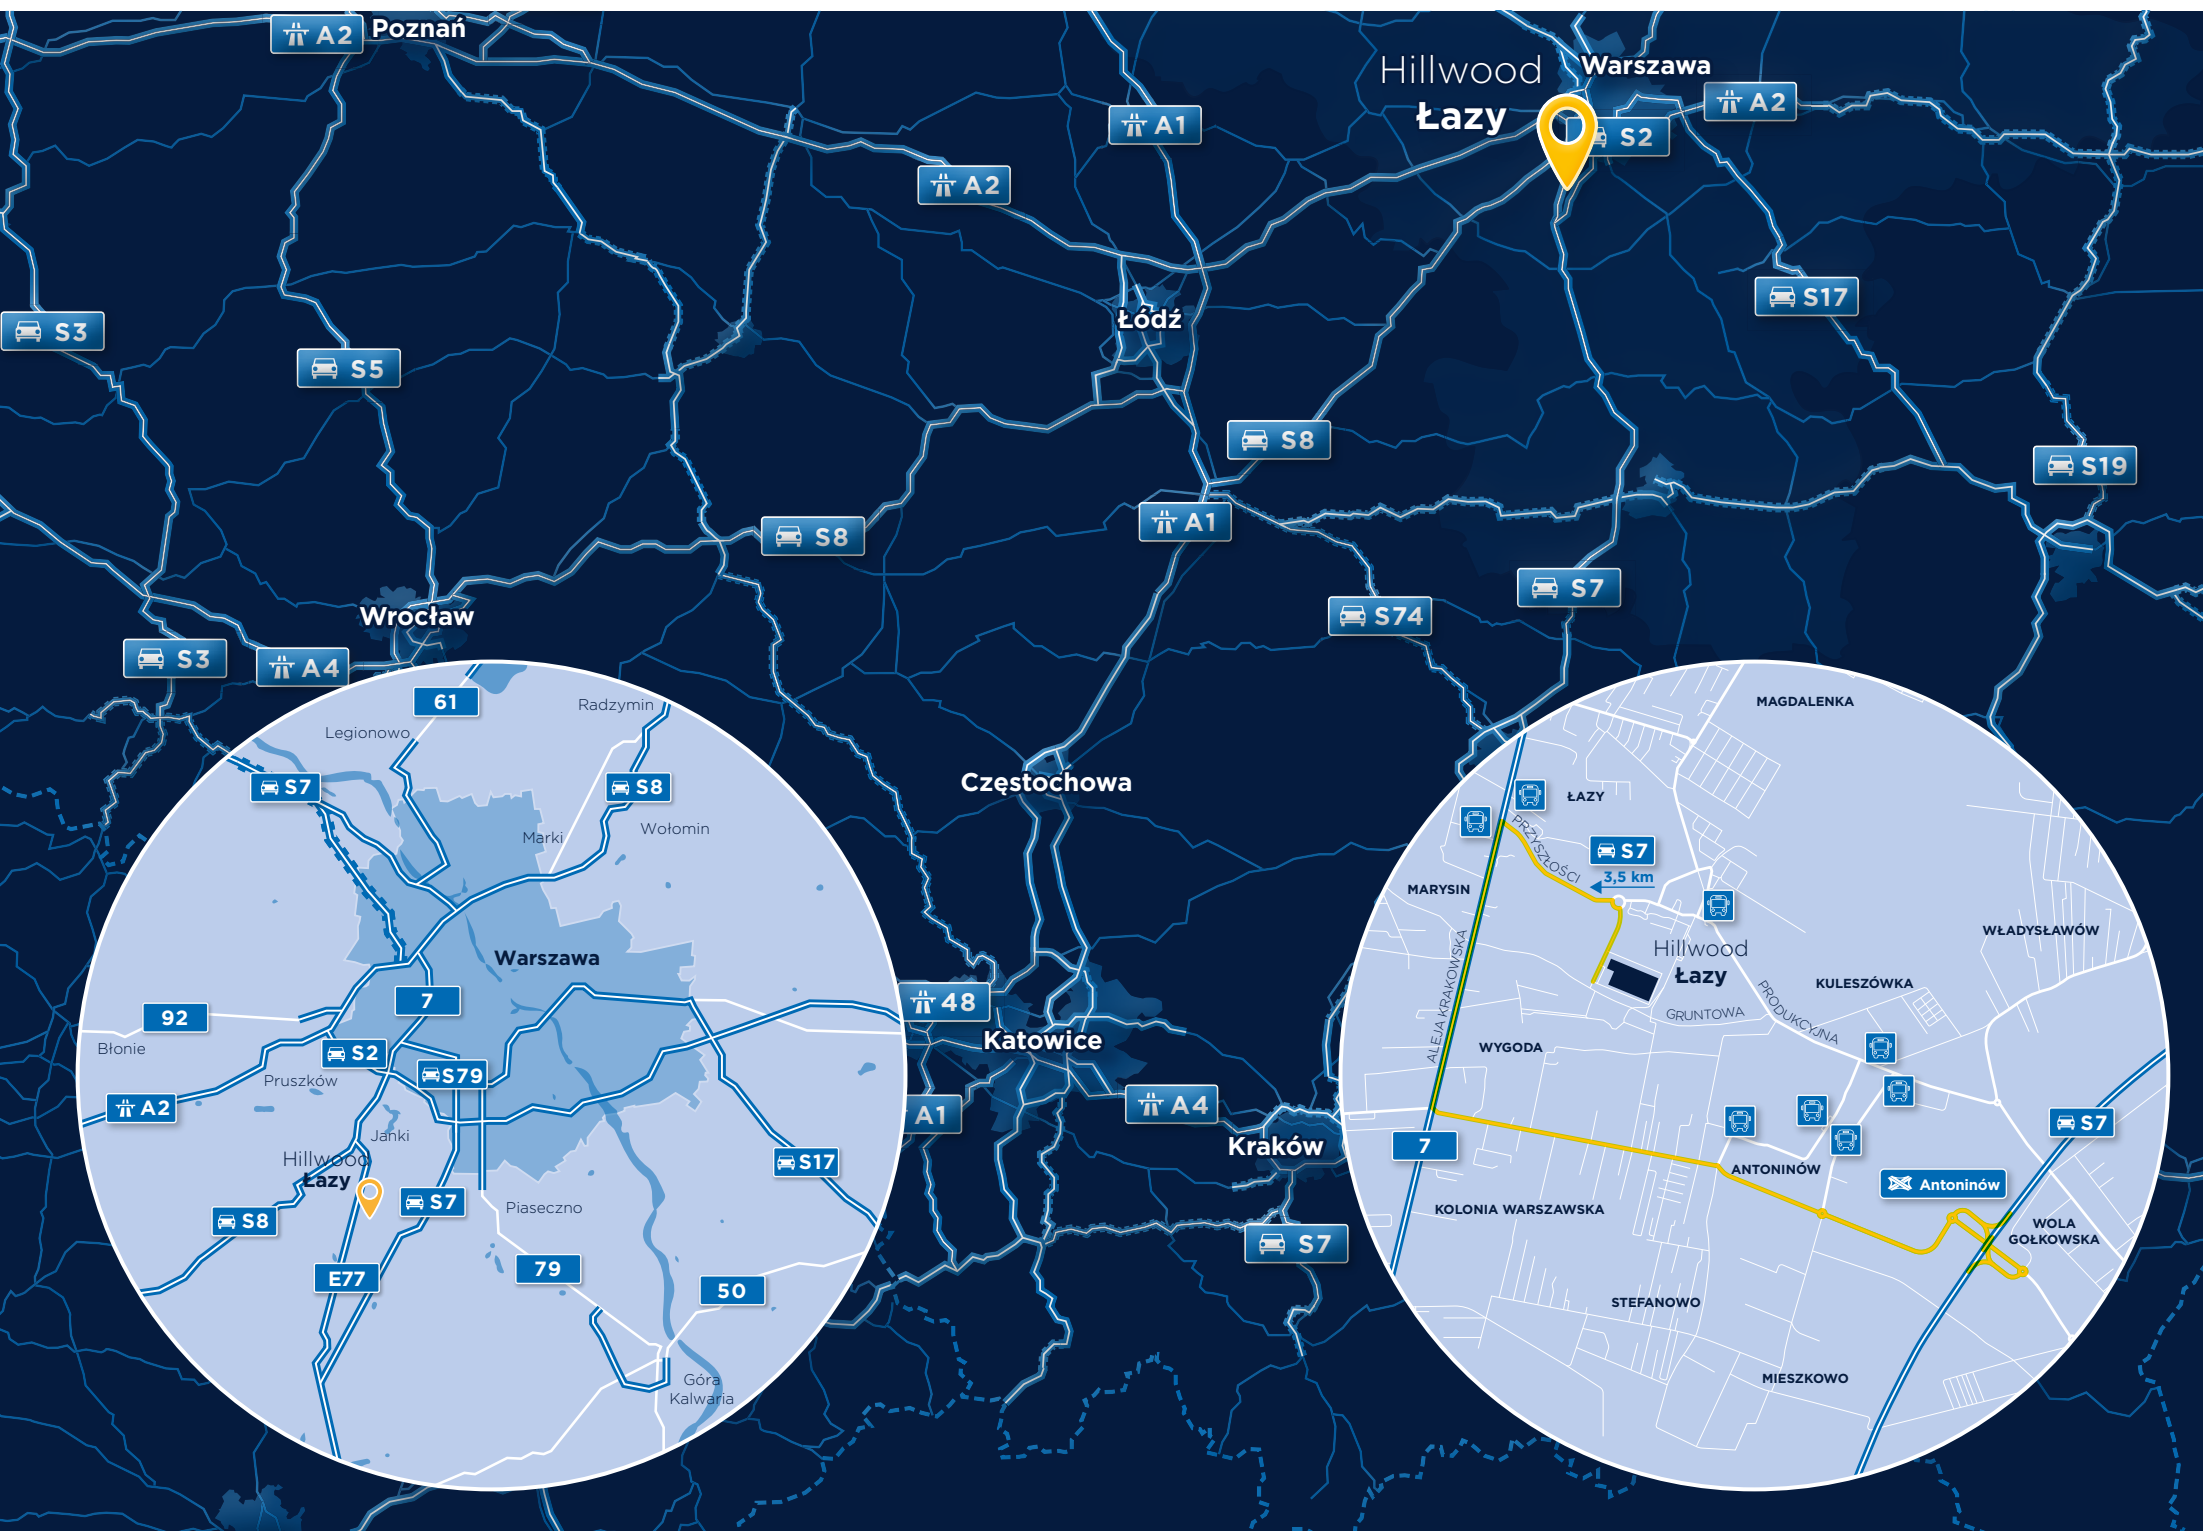 A2
Poznań
Hillwood
Łazy
Warszawa
A2
S2
A1
A2
S17
S3
Łódź
S5
S8
S19
A1
S8
S7
S74
Wrocław
S3
A4
Częstochowa
48
Katowice
A1
A4
Kraków
S7
61
Radzymin
Legionowo
S7
S8
Marki
Wołomin
Warszawa
7
92
Błonie
S2
S79
Pruszków
A2
Janki
Hillwood
Łazy
S17
S7
Piaseczno
S8
79
E77
50
Góra
Kalwaria
MAGDALENKA
ŁAZY
PRZYSZŁOŚCI
S7
3,5 km
MARYSIN
ALEJA KRAKOWSKA
Hillwood
Łazy
WŁADYSŁAWÓW
KULESZÓWKA
PRODUKCYJNA
GRUNTOWA
WYGODA
S7
7
ANTONINÓW
Antoninów
KOLONIA WARSZAWSKA
WOLA
GOŁKOWSKA
STEFANOWO
MIESZKOWO